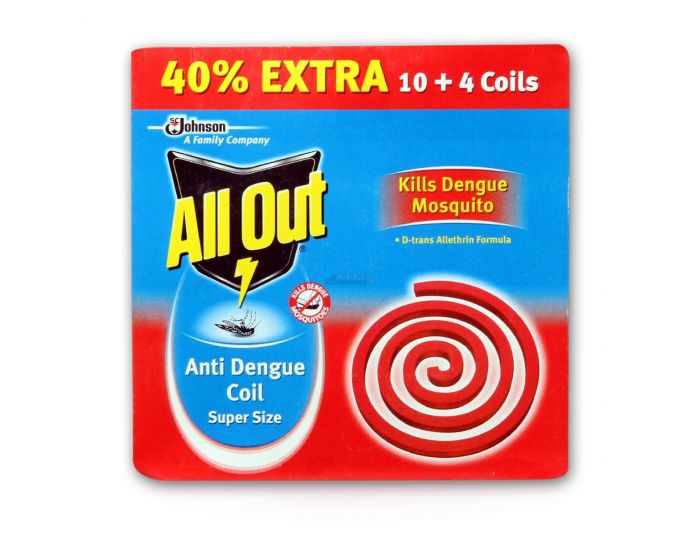 40% EXTRA 10 + 4 Coils
SC Johnson
A Family Company
All Out®
Kills Dengue
Mosquito
• D-trans Allethrin Formula
KILLS DENGUE
MOSQUITOES
Anti Dengue
Coil
Super Size